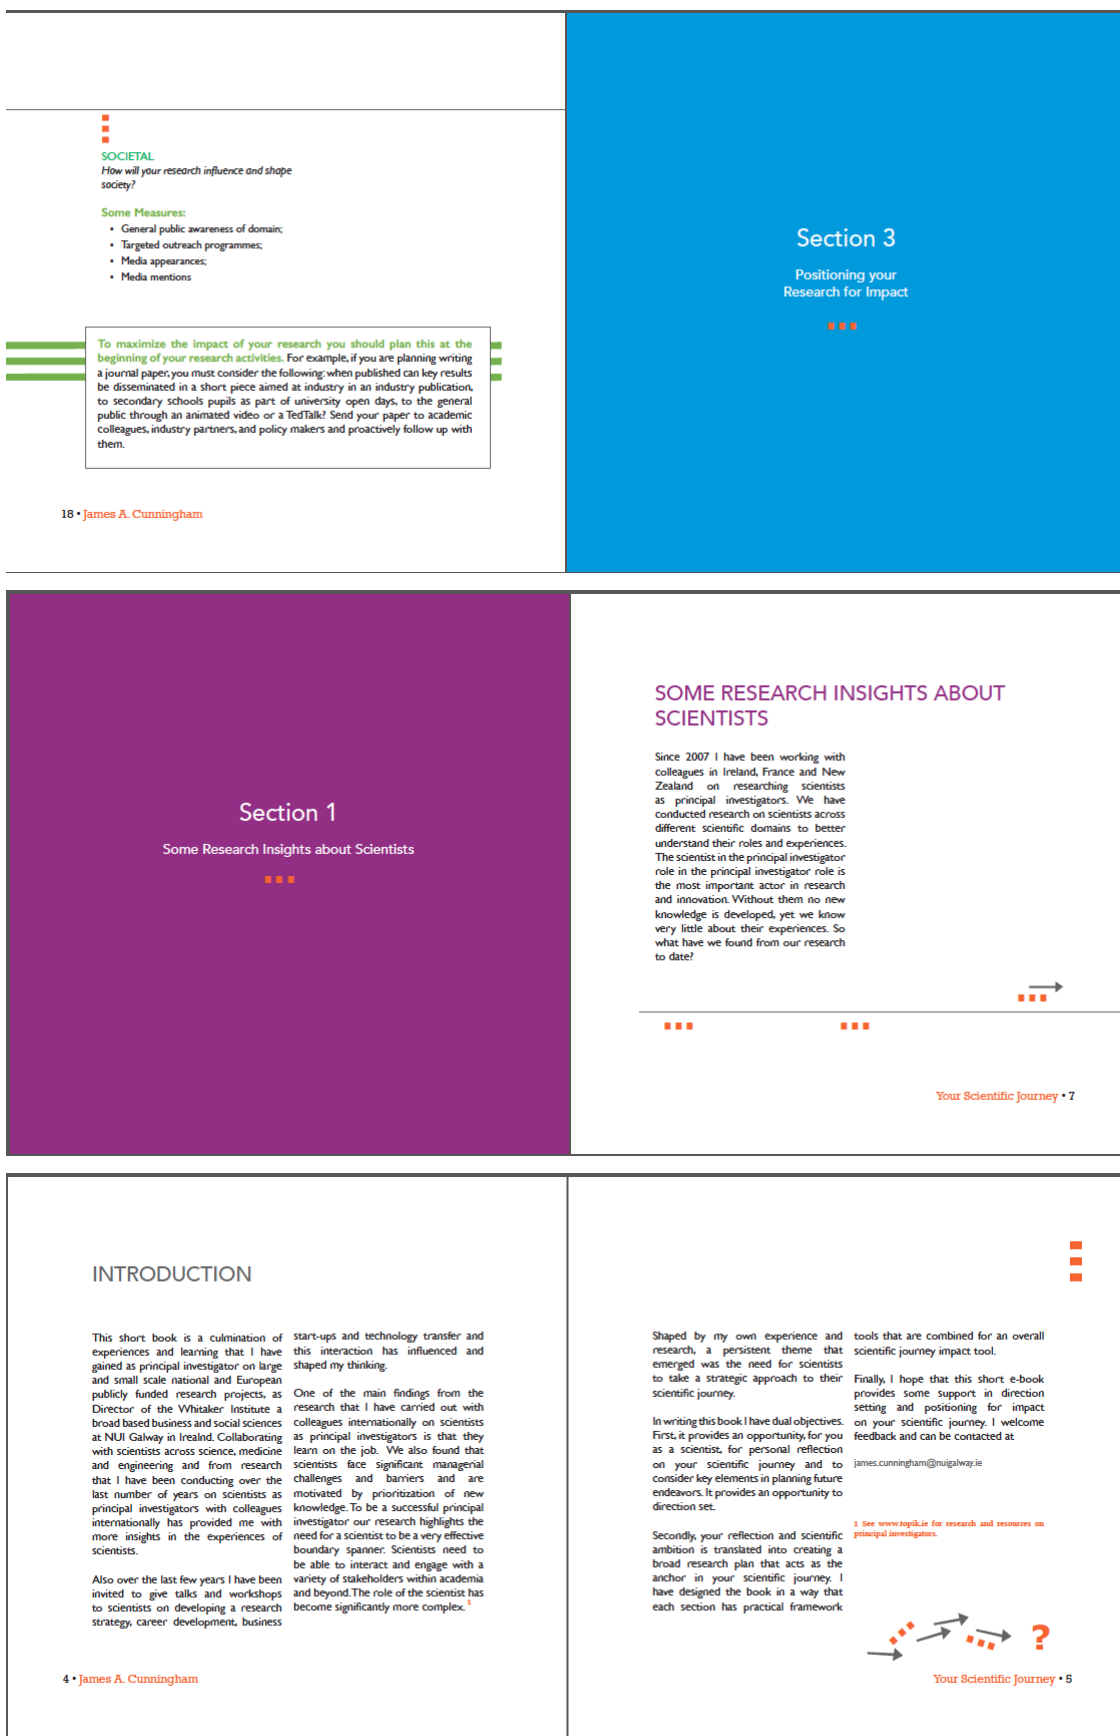 SOCIETAL
How will your research influence and shape
society?
Some Measures:
• General public awareness of domain;
• Targeted outreach programmes;
• Media appearances;
• Media mentions
To maximize the impact of your research you should plan this at the
beginning of your research activities. For example, if you are planning writing
a journal paper, you must consider the following: when published can key results
be disseminated in a short piece aimed at industry in an industry publication,
to secondary schools pupils as part of university open days, to the general
public through an animated video or a TedTalk? Send your paper to academic
colleagues, industry partners, and policy makers and proactively follow up with
them.
18 • James A. Cunningham
Section 3
Positioning your
Research for Impact
Section 1
Some Research Insights about Scientists
SOME RESEARCH INSIGHTS ABOUT
SCIENTISTS
Since 2007 I have been working with
colleagues in Ireland, France and New
Zealand on researching scientists
as principal investigators. We have
conducted research on scientists across
different scientific domains to better
understand their roles and experiences.
The scientist in the principal investigator
role in the principal investigator role is
the most important actor in research
and innovation. Without them no new
knowledge is developed, yet we know
very little about their experiences. So
what have we found from our research
to date?
Your Scientific Journey • 7
INTRODUCTION
This short book is a culmination of
experiences and learning that I have
gained as principal investigator on large
and small scale national and European
publicly funded research projects, as
Director of the Whitaker Institute a
broad based business and social sciences
at NUI Galway in Irealnd. Collaborating
with scientists across science, medicine
and engineering and from research
that I have been conducting over the
last number of years on scientists as
principal investigators with colleagues
internationally has provided me with
more insights in the experiences of
scientists.
Also over the last few years I have been
invited to give talks and workshops
to scientists on developing a research
strategy, career development, business
start-ups and technology transfer and
this interaction has influenced and
shaped my thinking.
One of the main findings from the
research that I have carried out with
colleagues internationally on scientists
as principal investigators is that they
learn on the job. We also found that
scientists face significant managerial
challenges and barriers and are
motivated by prioritization of new
knowledge. To be a successful principal
investigator our research highlights the
need for a scientist to be a very effective
boundary spanner. Scientists need to
be able to interact and engage with a
variety of stakeholders within academia
and beyond. The role of the scientist has
become significantly more complex. 1
4 • James A. Cunningham
Shaped by my own experience and
research, a persistent theme that
emerged was the need for scientists
to take a strategic approach to their
scientific journey.
In writing this book I have dual objectives.
First, it provides an opportunity, for you
as a scientist, for personal reflection
on your scientific journey and to
consider key elements in planning future
endeavors. It provides an opportunity to
direction set.
Secondly, your reflection and scientific
ambition is translated into creating a
broad research plan that acts as the
anchor in your scientific journey. I
have designed the book in a way that
each section has practical framework
tools that are combined for an overall
scientific journey impact tool.
Finally, I hope that this short e-book
provides some support in direction
setting and positioning for impact
on your scientific journey. I welcome
feedback and can be contacted at
james.cunningham@nuigalway.ie
1 See www.topik.ie for research and resources on
principal investigators.
?
Your Scientific Journey • 5